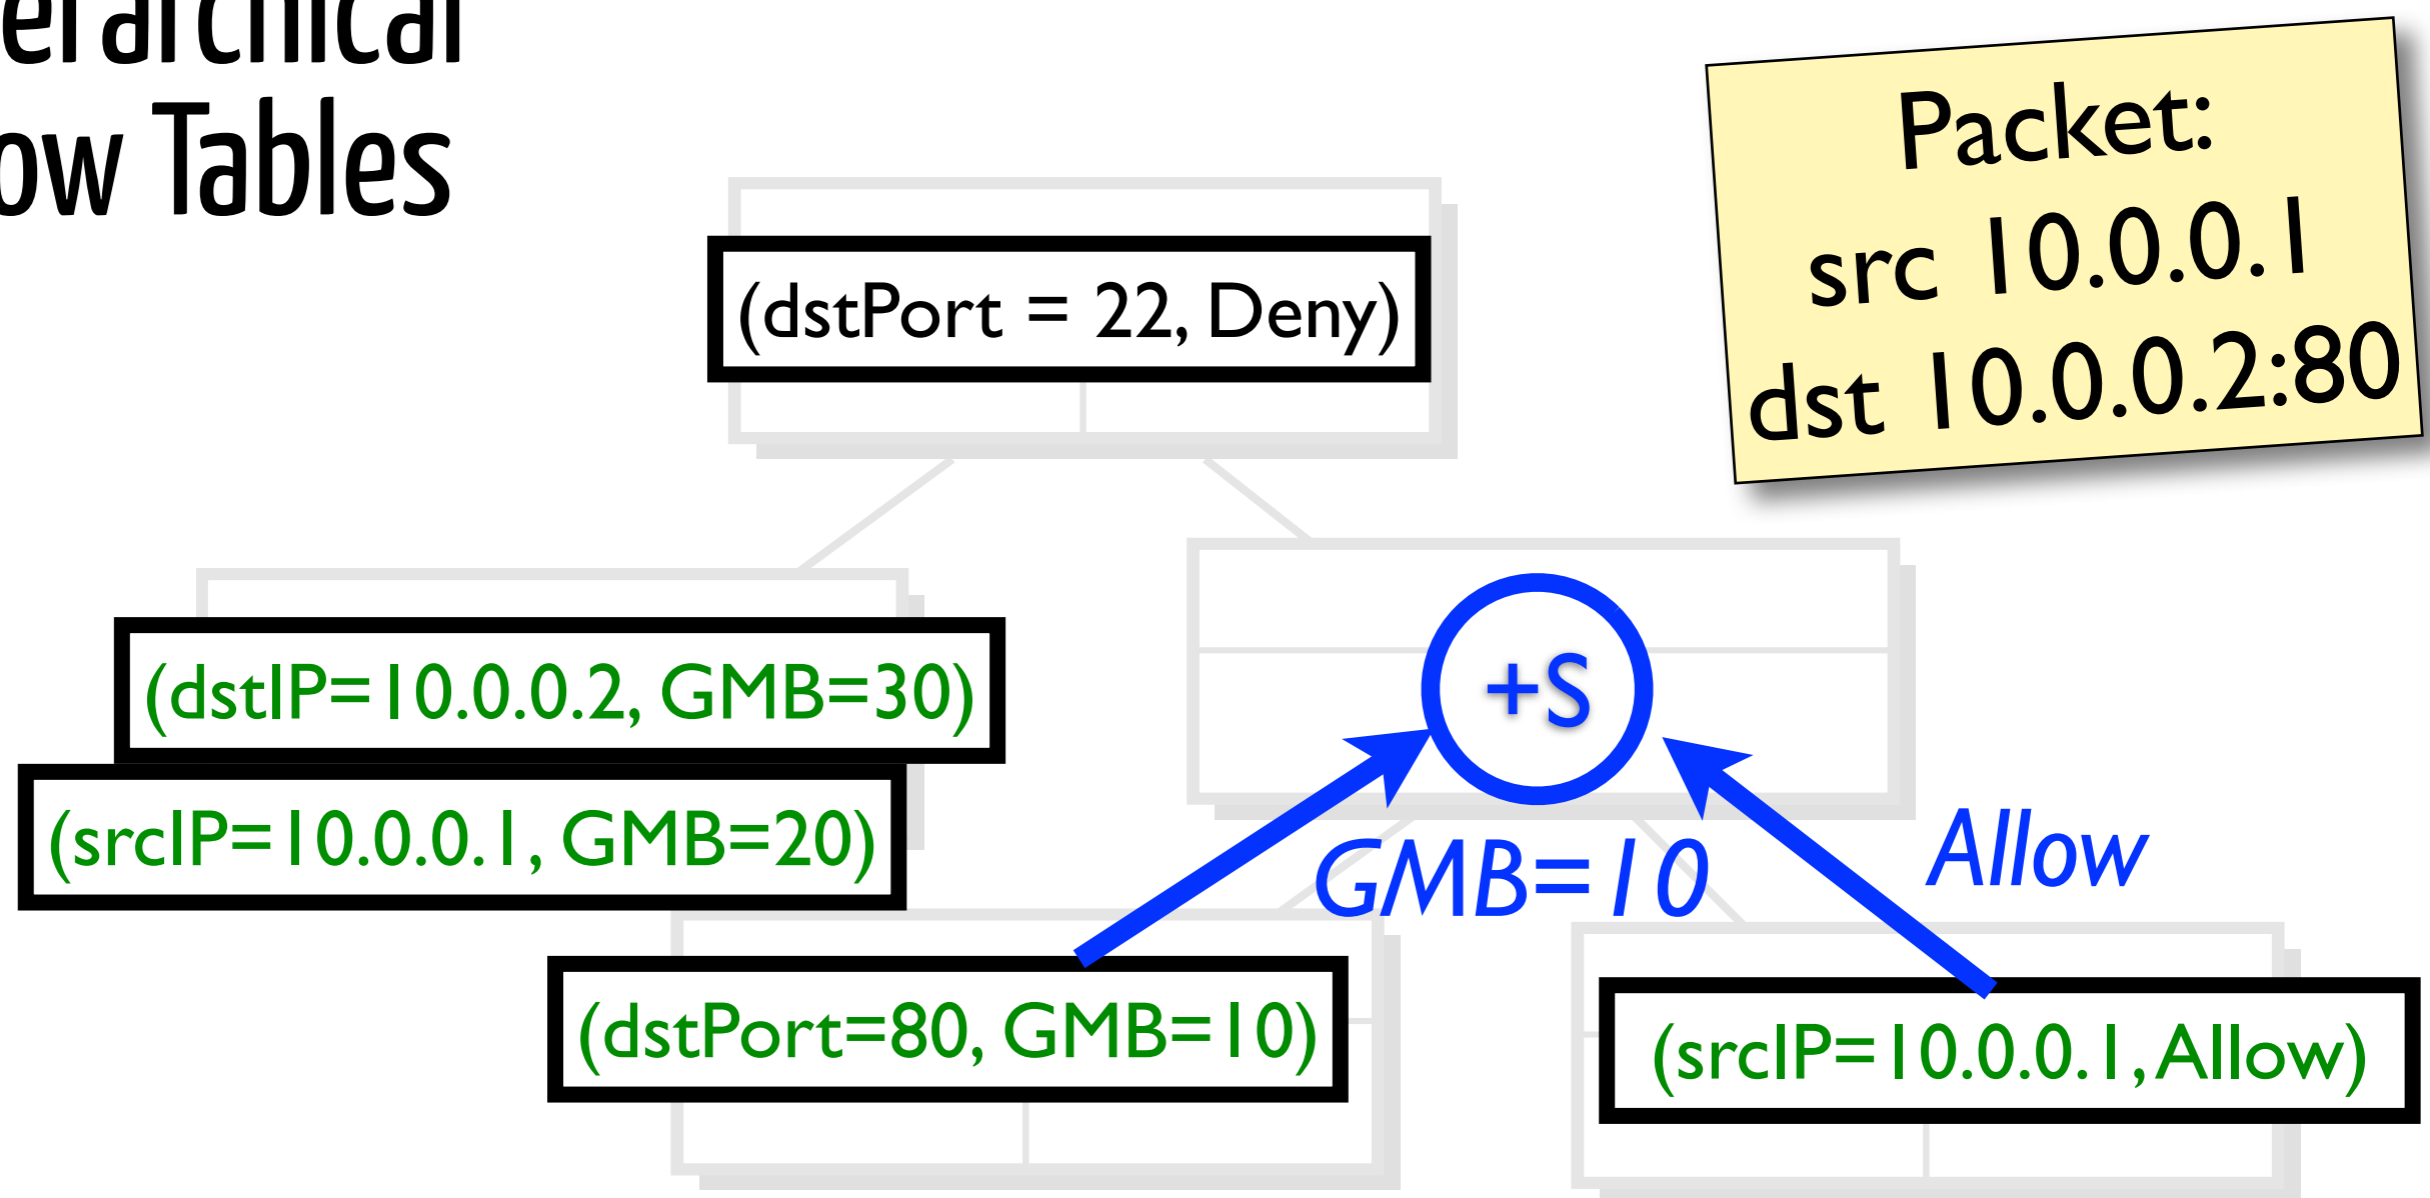 erarchical
ow Tables
Packet:
src 10.0.0.1
dst 10.0.0.2:80
(dstPort = 22, Deny)
(dstIP=10.0.0.2, GMB=30)
+S
(srcIP=10.0.0.1, GMB=20)
GMB=10
Allow
(dstPort=80, GMB=10)
(srcIP=10.0.0.1, Allow)